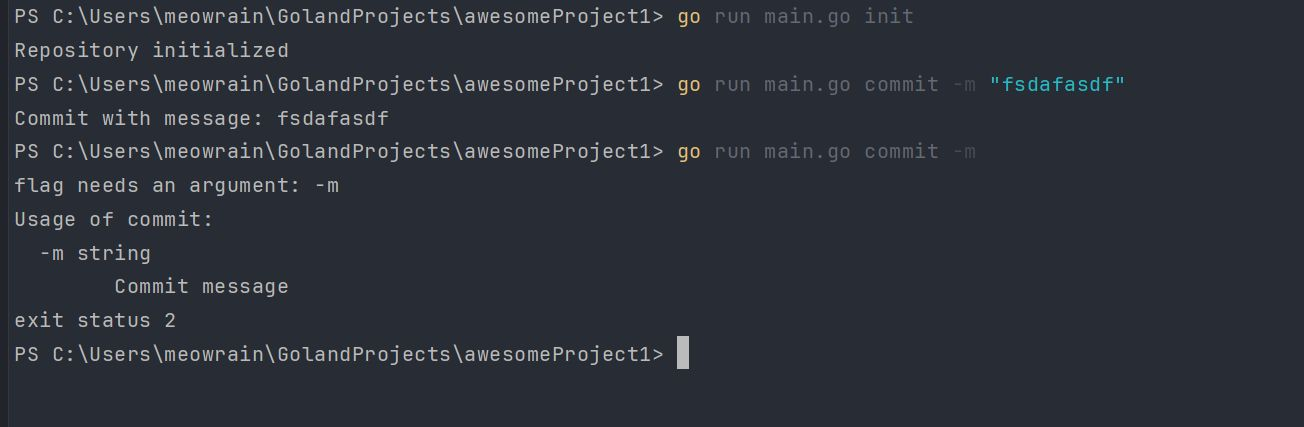 PS C:\Users\meowrain\GolandProjects\awesomeProject1> go run main.go init
Repository initialized
PS C:\Users\meowrain\GolandProjects\awesomeProject1> go run main.go commit -m "fsdafasdf"
Commit with message: fsdafasdf
PS C:\Users\meowrain\GolandProjects\awesomeProject1> go run main.go commit -m
flag needs an argument: -m
Usage of commit:
  -m string
        Commit message
exit status 2
PS C:\Users\meowrain\GolandProjects\awesomeProject1>